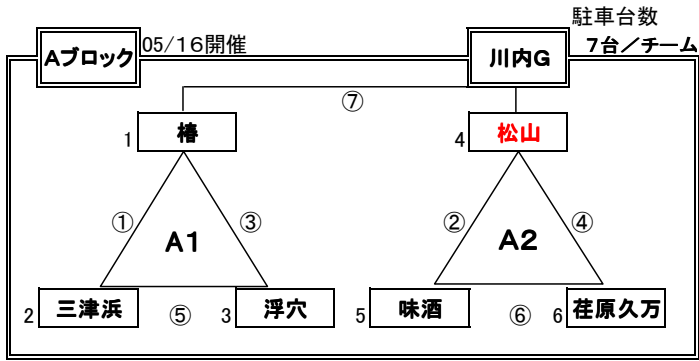 駐車台数
Aブロック 05/16開催 川内G 7台／チーム
⑦
1 椿 4 松山
① ③ ② ④
A1 A2
2 三津浜 ⑤ 3 浮穴 5 味酒 ⑥ 6 荏原久万